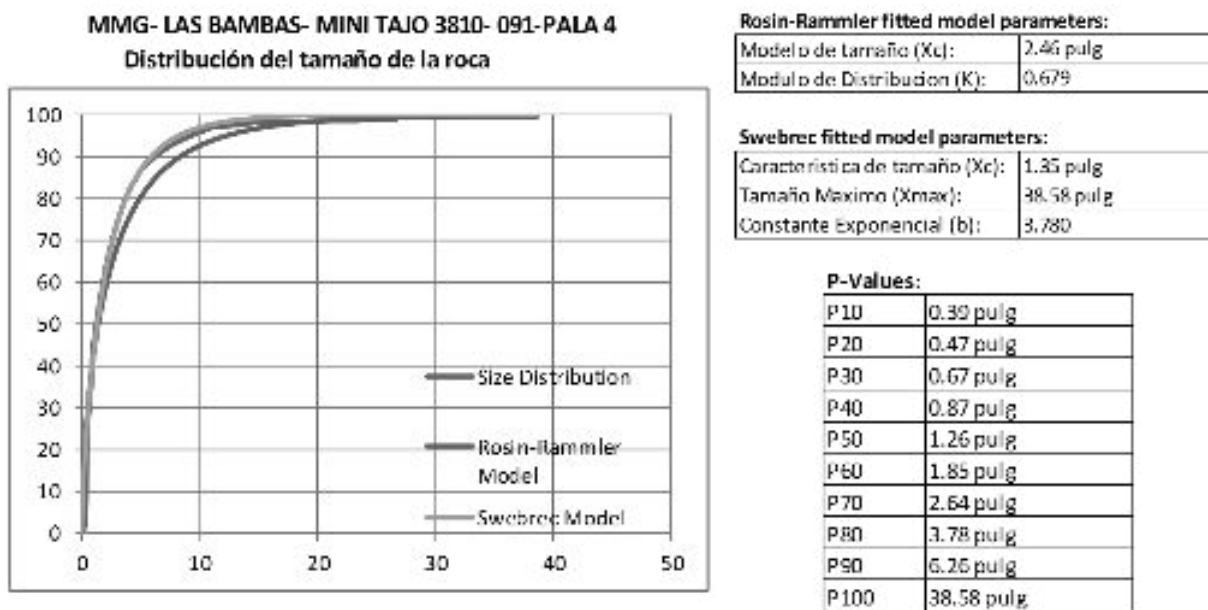 MMG- LAS BAMBAS- MINI TAJO 3810- 091-PALA 4
Distribución del tamaño de la roca
100
90
80
70
60
50
40
30
20
10
0
0 10 20 30 40 50
Size Distribution
Rosin-Rammler
Model
Swebrec Model
Rosin-Rammler fitted model parameters:
Modelo de tamaño (Xc): 2.46 pulg
Modulo de Distribucion (K): 0.679
Swebrec fitted model parameters:
Caracteristica de tamaño (Xc): 1.35 pulg
Tamaño Maximo (Xmax): 38.58 pulg
Constante Exponencial (b): 3.780
P-Values:
P10 0.39 pulg
P20 0.47 pulg
P30 0.67 pulg
P40 0.87 pulg
P50 1.26 pulg
P60 1.85 pulg
P70 2.64 pulg
P80 3.78 pulg
P90 6.26 pulg
P100 38.58 pulg